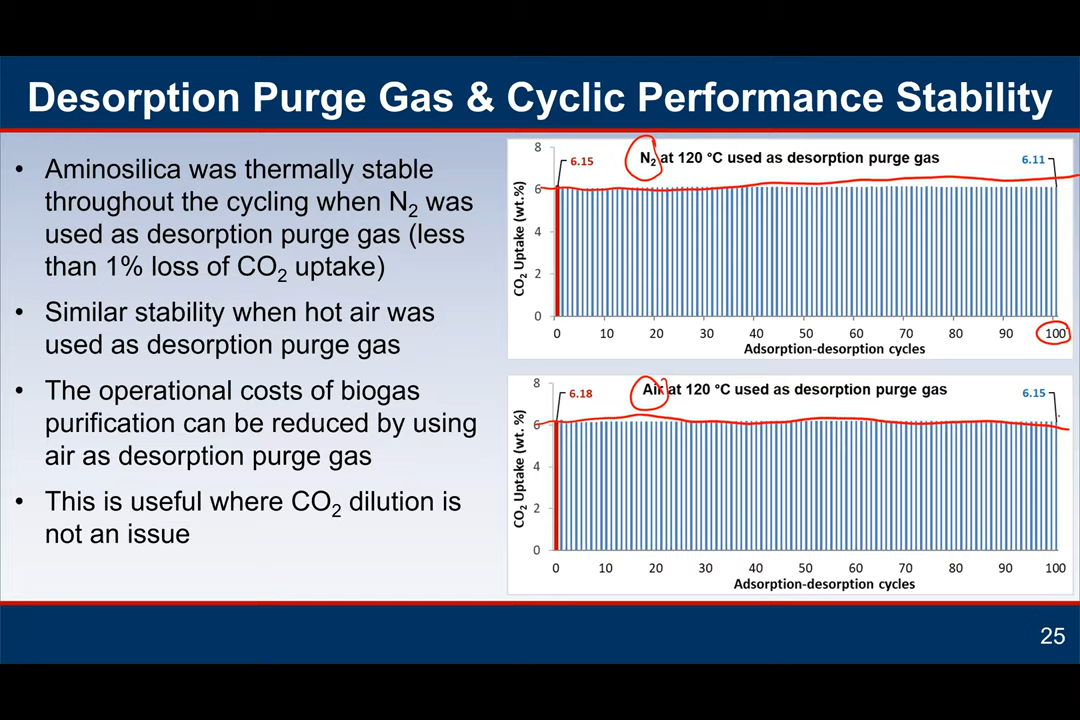 Desorption Purge Gas & Cyclic Performance Stability
• Aminosilica was thermally stable
throughout the cycling when N₂ was
used as desorption purge gas (less
than 1% loss of CO₂ uptake)
• Similar stability when hot air was
used as desorption purge gas
• The operational costs of biogas
purification can be reduced by using
air as desorption purge gas
• This is useful where CO₂ dilution is
not an issue
N₂ at 120 °C used as desorption purge gas
6.15
6.11
CO₂ Uptake (wt.%)
8
6
4
2
0
0 10 20 30 40 50 60 70 80 90 100
Adsorption-desorption cycles
Air at 120 °C used as desorption purge gas
6.18
6.15
CO₂ Uptake (wt. %)
8
6
4
2
0
0 10 20 30 40 50 60 70 80 90 100
Adsorption-desorption cycles
25